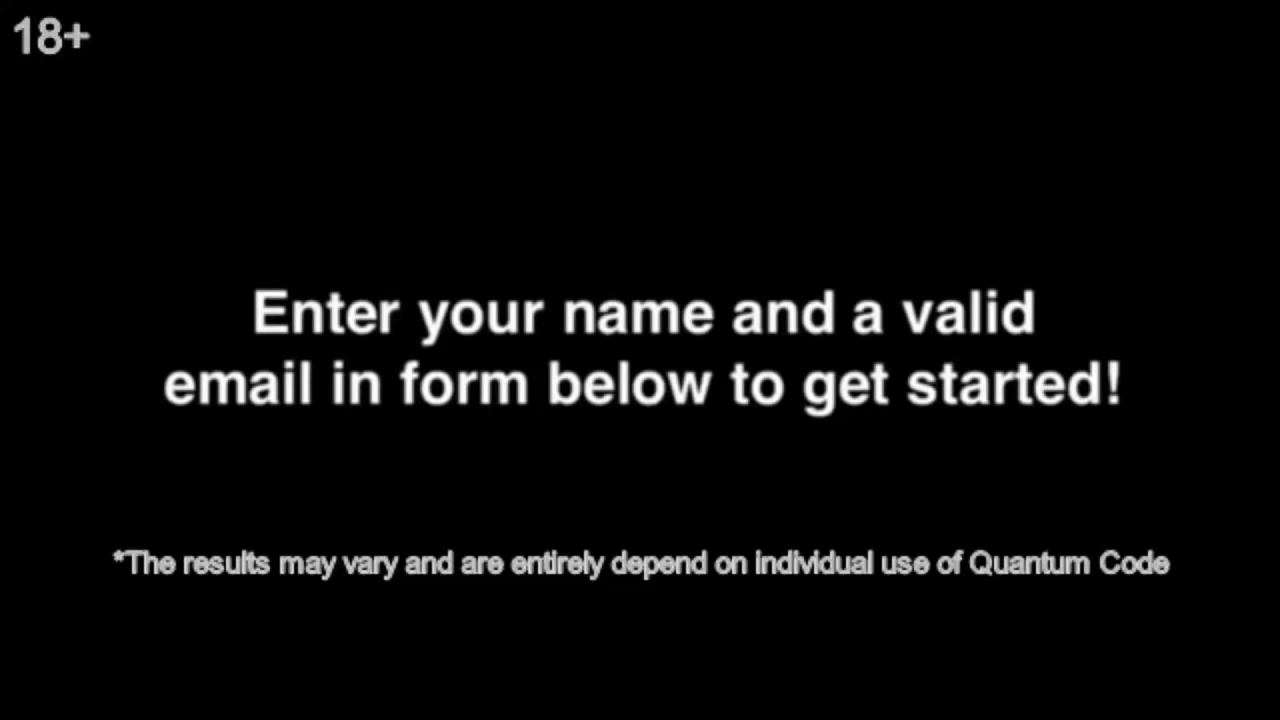 18+
Enter your name and a valid
email in form below to get started!
*The results may vary and are entirely depend on individual use of Quantum Code